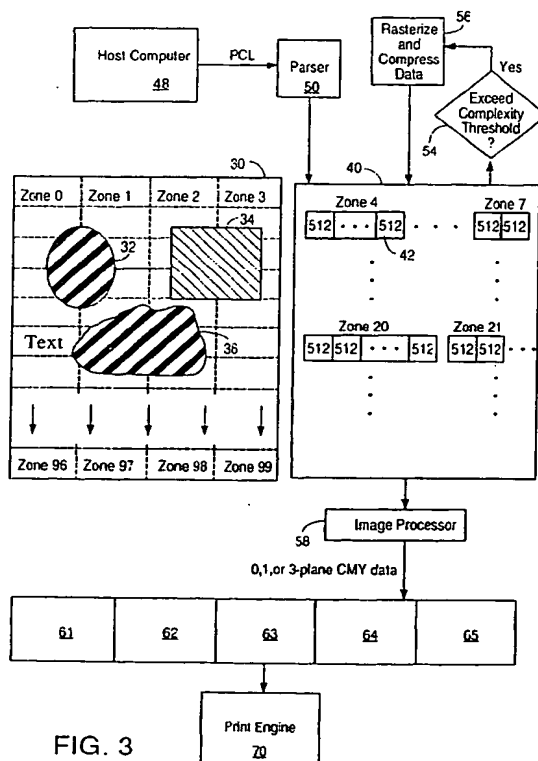 Host Computer
48
PCL
Parser
50
56
Rasterize
and
Compress
Data
Yes
Exceed
Complexity
Threshold
?
54
30
Zone 0 Zone 1 Zone 2 Zone 3
34
32
Text
36
Zone 96 Zone 97 Zone 98 Zone 99
40
Zone 4 Zone 7
512 ... 512 .... 512 512
42
Zone 20 Zone 21
512 512 ... 512 512 512 ...
58
Image Processor
0,1,or 3-plane CMY data
61 62 63 64 65
Print Engine
70
FIG. 3